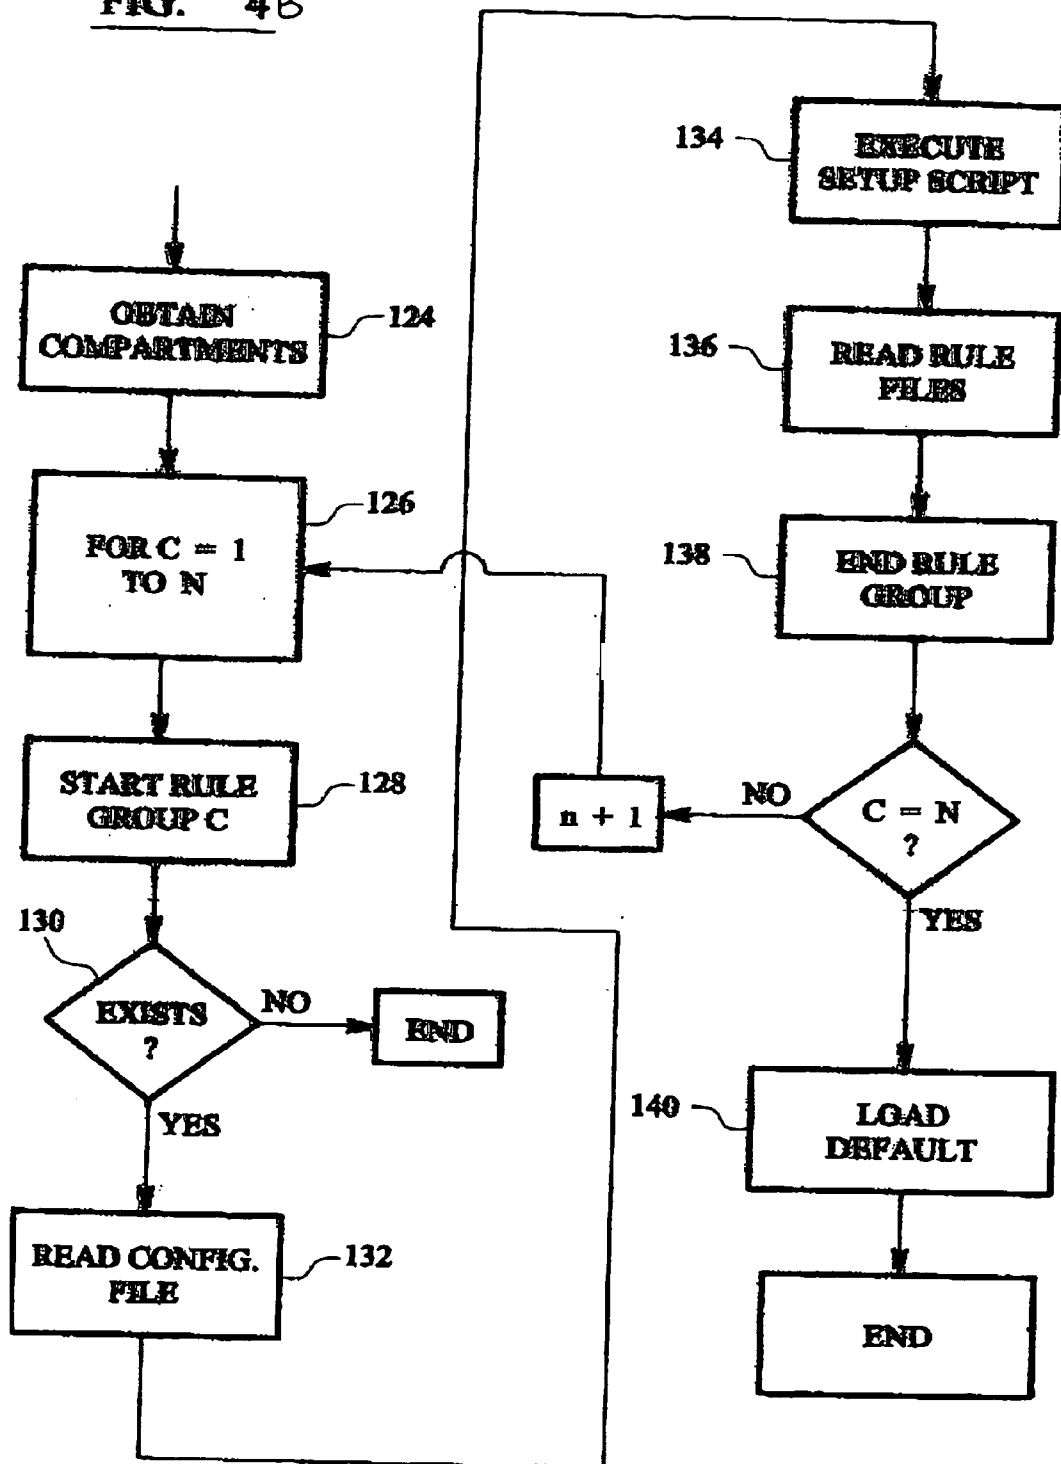 FIG. 4B
OBTAIN
COMPARTMENTS
124
FOR C = 1
TO N
126
START RULE
GROUP C
128
130
EXISTS
?
NO
END
YES
READ CONFIG.
FILE
132
134
EXECUTE
SETUP SCRIPT
136
READ RULE
FILES
138
END RULE
GROUP
C = N
?
NO
n + 1
YES
140
LOAD
DEFAULT
END